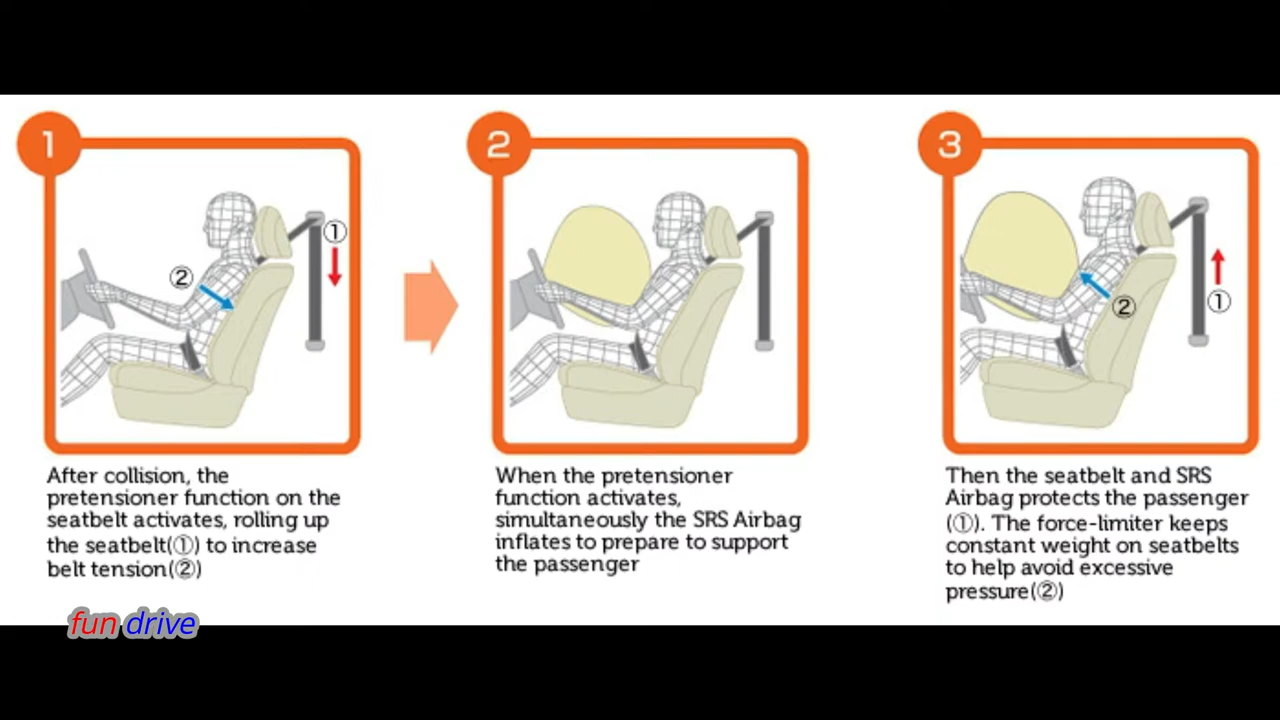 1
①
②
After collision, the
pretensioner function on the
seatbelt activates, rolling up
the seatbelt(①) to increase
belt tension(②)
2
When the pretensioner
function activates,
simultaneously the SRS Airbag
inflates to prepare to support
the passenger
3
①
②
Then the seatbelt and SRS
Airbag protects the passenger
(①). The force-limiter keeps
constant weight on seatbelts
to help avoid excessive
pressure(②)
fun drive